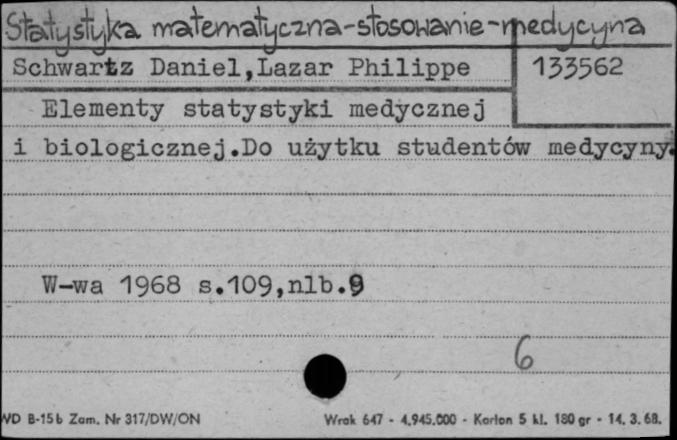 Statystyka matematyczna-stosowanie-medycyna
Schwartz Daniel,Lazar Philippe
133562
Elementy statystyki medycznej
i biologicznej.Do użytku studentów medycyny.
W-wa 1968 s.109,nlb.9
6
WD B-15b Zam. Nr 317/DW/ON
Wrok 647 - 4.945.000 - Karton 5 kl. 180 gr - 14. 3. 68.